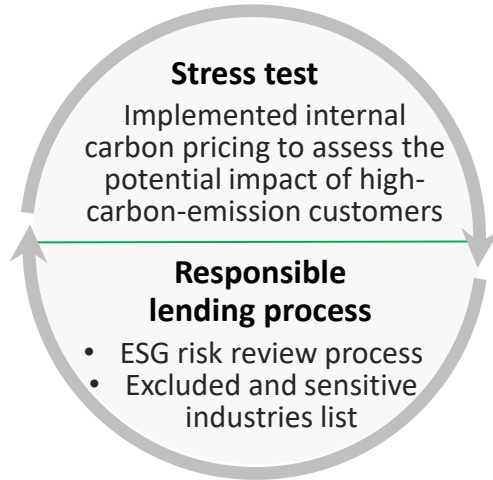 Stress test
Implemented internal
carbon pricing to assess the
potential impact of high-
carbon-emission customers
Responsible
lending process
• ESG risk review process
• Excluded and sensitive
industries list